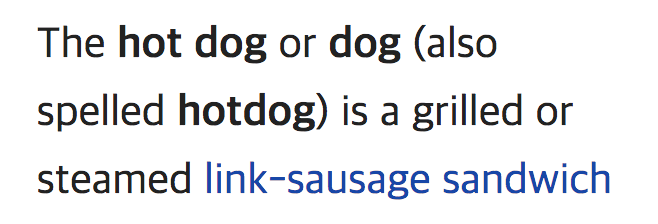 The hot dog or dog (also
spelled hotdog) is a grilled or
steamed link-sausage sandwich